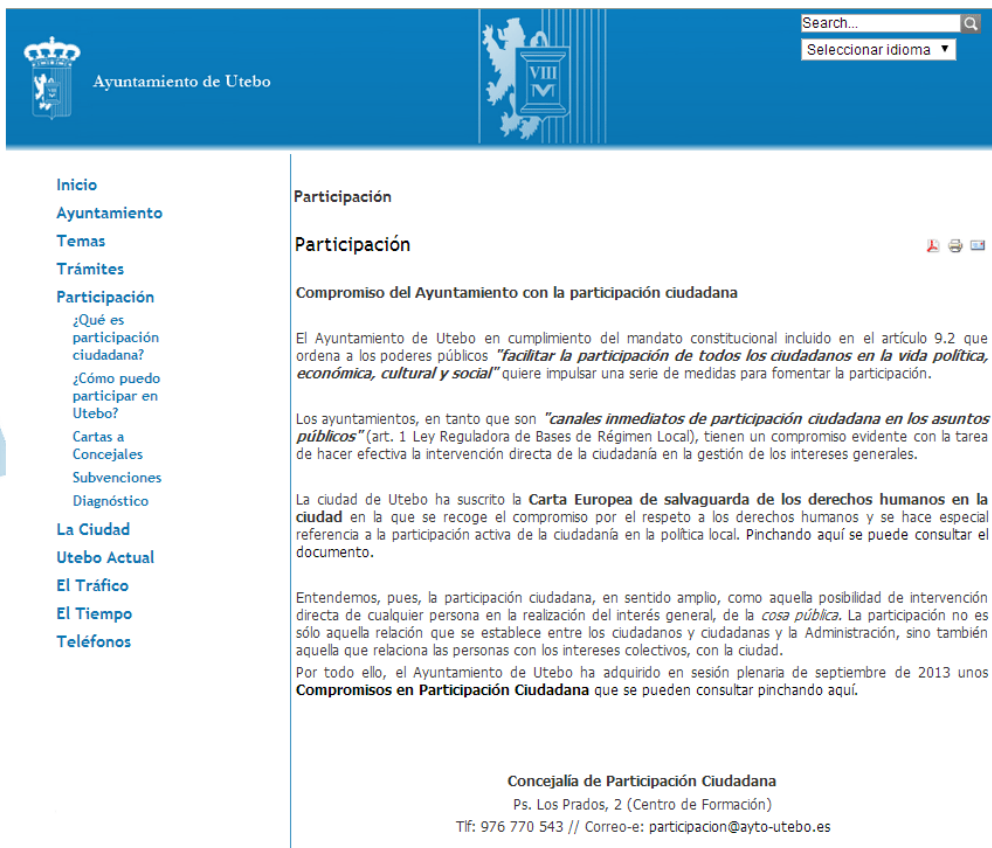 Search...
Seleccionar idioma
Ayuntamiento de Utebo
VIII
M
Inicio
Ayuntamiento
Temas
Trámites
Participación
¿Qué es
participación
ciudadana?
¿Cómo puedo
participar en
Utebo?
Cartas a
Concejales
Subvenciones
Diagnóstico
La Ciudad
Utebo Actual
El Tráfico
El Tiempo
Teléfonos
Participación
Participación
Compromiso del Ayuntamiento con la participación ciudadana
El Ayuntamiento de Utebo en cumplimiento del mandato constitucional incluido en el artículo 9.2 que
ordena a los poderes públicos "facilitar la participación de todos los ciudadanos en la vida política,
económica, cultural y social" quiere impulsar una serie de medidas para fomentar la participación.
Los ayuntamientos, en tanto que son "canales inmediatos de participación ciudadana en los asuntos
públicos" (art. 1 Ley Reguladora de Bases de Régimen Local), tienen un compromiso evidente con la tarea
de hacer efectiva la intervención directa de la ciudadanía en la gestión de los intereses generales.
La ciudad de Utebo ha suscrito la Carta Europea de salvaguarda de los derechos humanos en la
ciudad en la que se recoge el compromiso por el respeto a los derechos humanos y se hace especial
referencia a la participación activa de la ciudadanía en la política local. Pinchando aquí se puede consultar el
documento.
Entendemos, pues, la participación ciudadana, en sentido amplio, como aquella posibilidad de intervención
directa de cualquier persona en la realización del interés general, de la cosa pública. La participación no es
sólo aquella relación que se establece entre los ciudadanos y ciudadanas y la Administración, sino también
aquella que relaciona las personas con los intereses colectivos, con la ciudad.
Por todo ello, el Ayuntamiento de Utebo ha adquirido en sesión plenaria de septiembre de 2013 unos
Compromisos en Participación Ciudadana que se pueden consultar pinchando aquí.
Concejalía de Participación Ciudadana
Ps. Los Prados, 2 (Centro de Formación)
Tlf: 976 770 543 // Correo-e: participacion@ayto-utebo.es